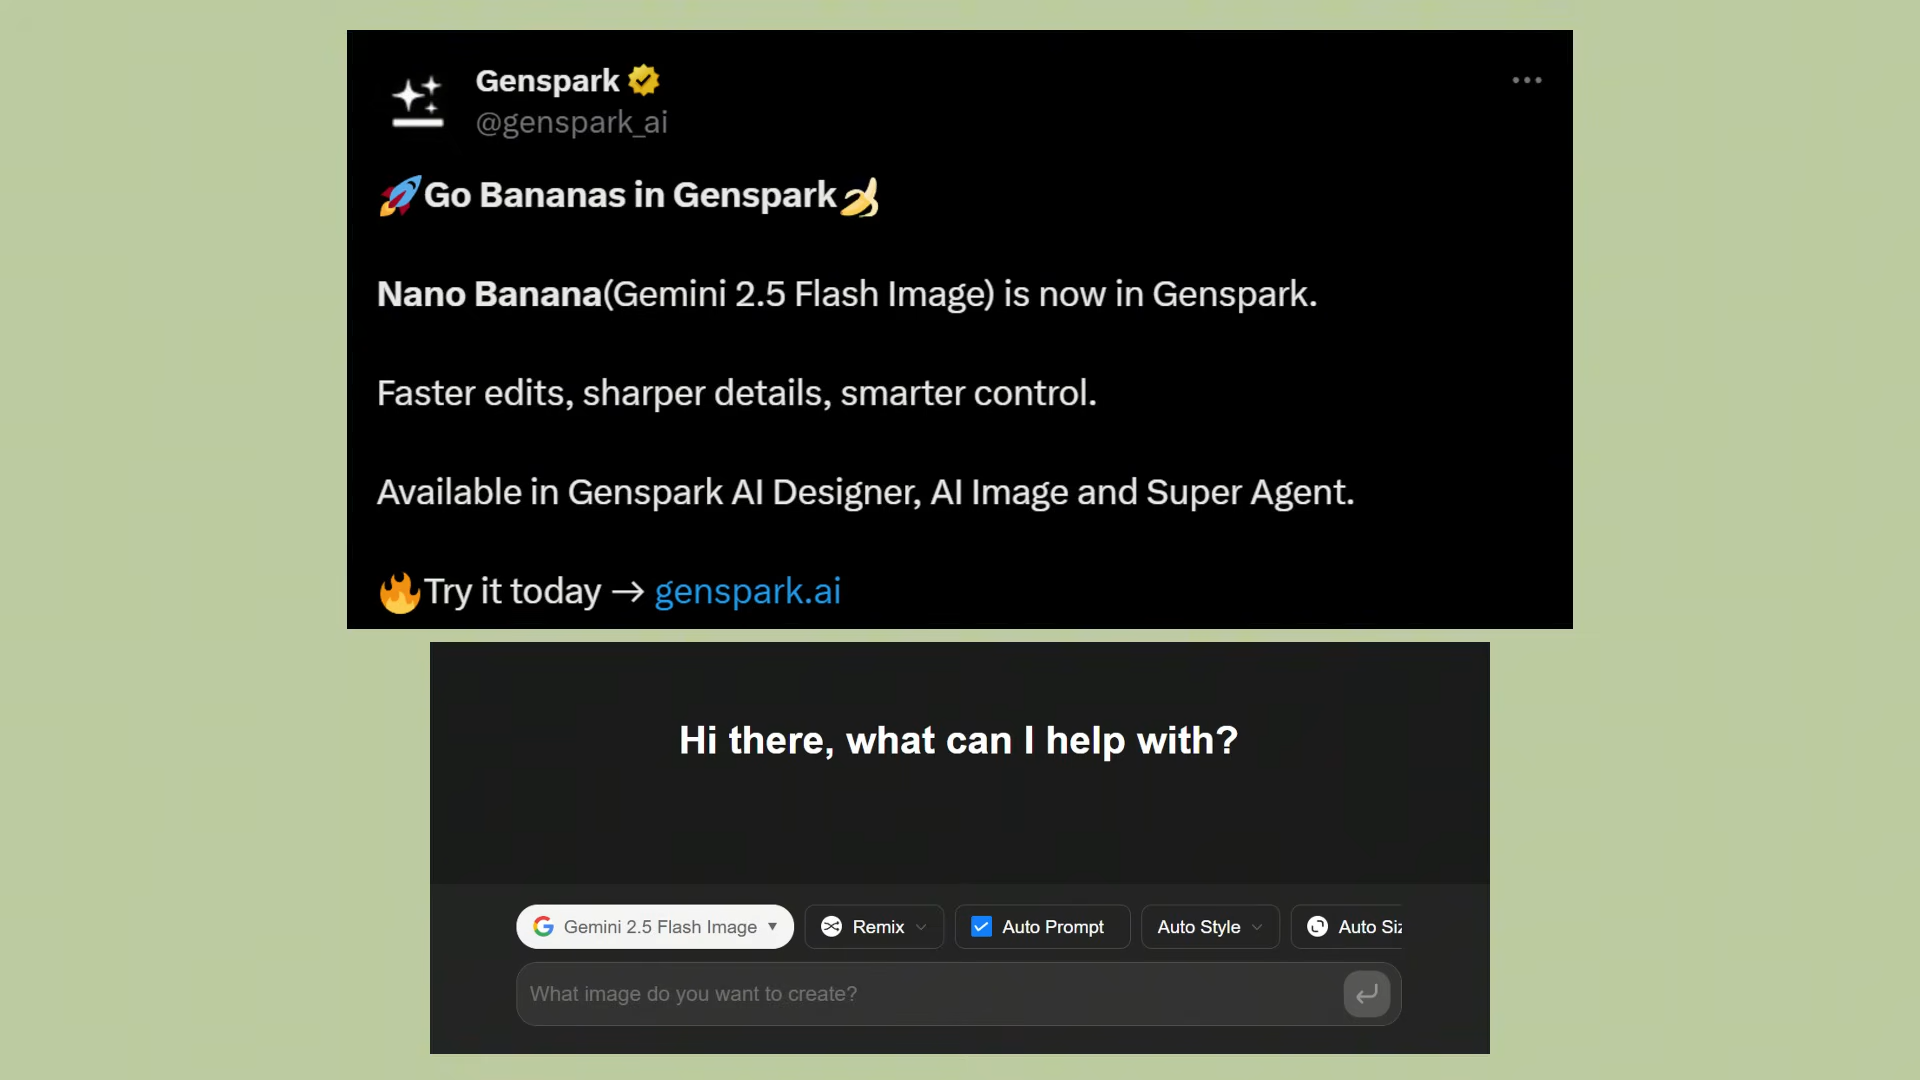 Genspark
@genspark_ai
🚀Go Bananas in Genspark🍌
Nano Banana(Gemini 2.5 Flash Image) is now in Genspark.
Faster edits, sharper details, smarter control.
Available in Genspark AI Designer, AI Image and Super Agent.
🔥Try it today → genspark.ai
Hi there, what can I help with?
Gemini 2.5 Flash Image Remix Auto Prompt Auto Style Auto Siz
What image do you want to create?